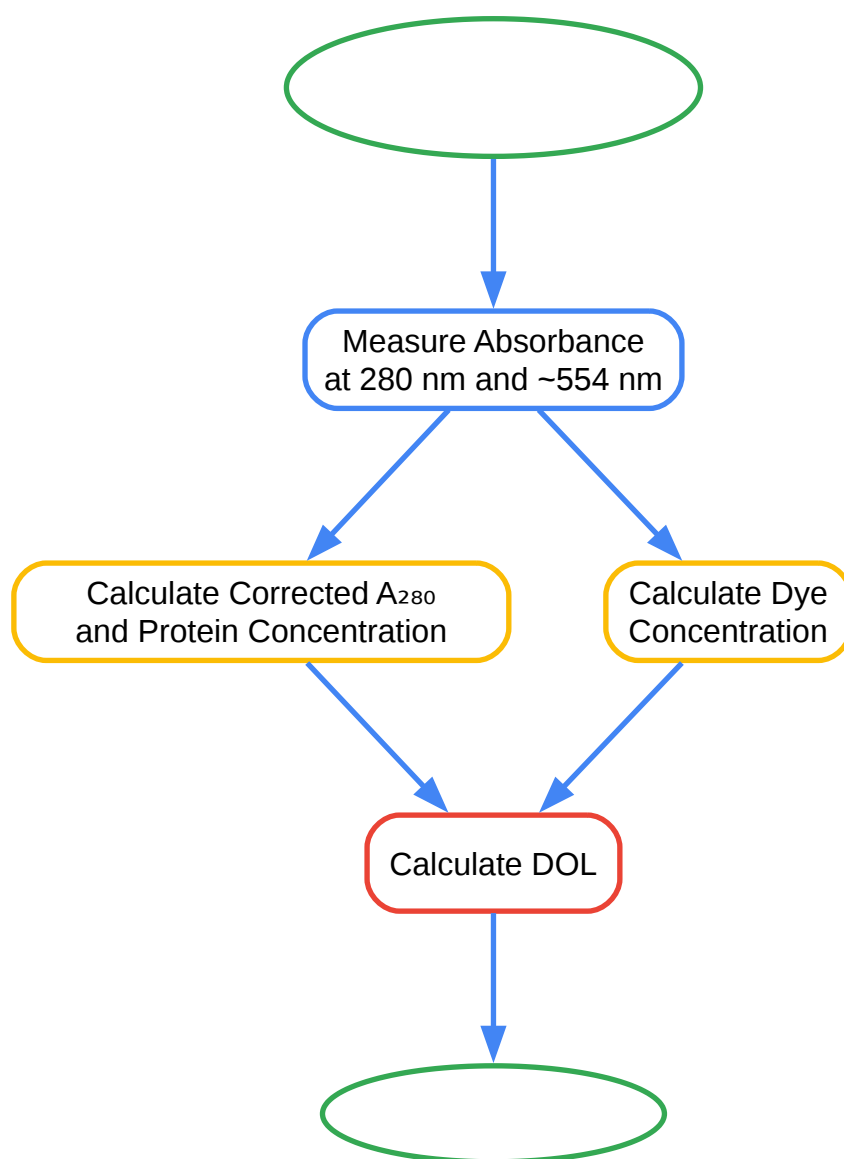 Measure Absorbance
at 280 nm and ~554 nm
Calculate Corrected A₂₈₀
and Protein Concentration
Calculate Dye
Concentration
Calculate DOL